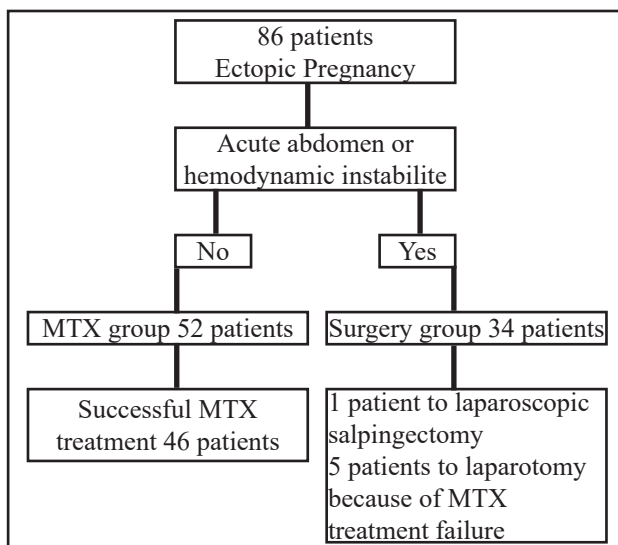 86 patients
Ectopic Pregnancy
Acute abdomen or
hemodynamic instabilite
No
Yes
MTX group 52 patients
Surgery group 34 patients
Successful MTX
treatment 46 patients
1 patient to laparoscopic
salpingectomy
5 patients to laparotomy
because of MTX
treatment failure